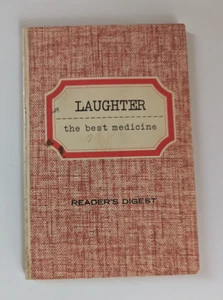 LAUGHTER
the best medicine
READER'S DIGEST